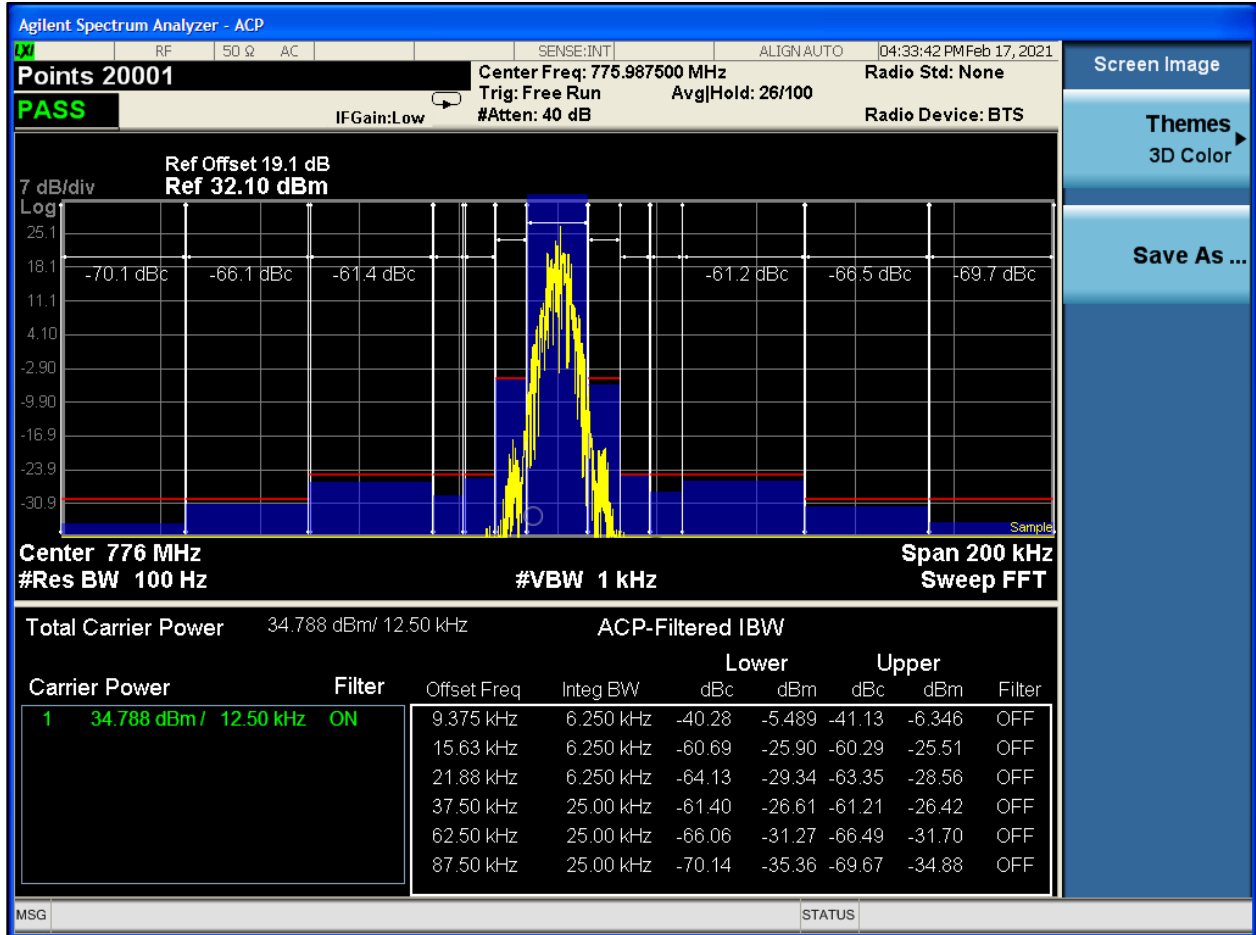 Agilent Spectrum Analyzer - ACP
LXI RF 50 Ω AC SENSE:INT ALIGN AUTO 04:33:42 PM Feb 17, 2021
Points 20001 Center Freq: 775.987500 MHz Radio Std: None
Trig: Free Run Avg|Hold: 26/100
PASS IFGain:Low #Atten: 40 dB Radio Device: BTS
Screen Image
Themes
3D Color
Save As ...
Ref Offset 19.1 dB
7 dB/div Ref 32.10 dBm
Log
25.1
18.1 -70.1 dBc -66.1 dBc -61.4 dBc -61.2 dBc -66.5 dBc -69.7 dBc
11.1
4.10
-2.90
-9.90
-16.9
-23.9
-30.9
Sample
Center 776 MHz Span 200 kHz
#Res BW 100 Hz #VBW 1 kHz Sweep FFT
Total Carrier Power 34.788 dBm/ 12.50 kHz ACP-Filtered IBW
Lower Upper
Carrier Power Filter Offset Freq Integ BW dBc dBm dBc dBm Filter
1 34.788 dBm / 12.50 kHz ON 9.375 kHz 6.250 kHz -40.28 -5.489 -41.13 -6.346 OFF
15.63 kHz 6.250 kHz -60.69 -25.90 -60.29 -25.51 OFF
21.88 kHz 6.250 kHz -64.13 -29.34 -63.35 -28.56 OFF
37.50 kHz 25.00 kHz -61.40 -26.61 -61.21 -26.42 OFF
62.50 kHz 25.00 kHz -66.06 -31.27 -66.49 -31.70 OFF
87.50 kHz 25.00 kHz -70.14 -35.36 -69.67 -34.88 OFF
MSG STATUS